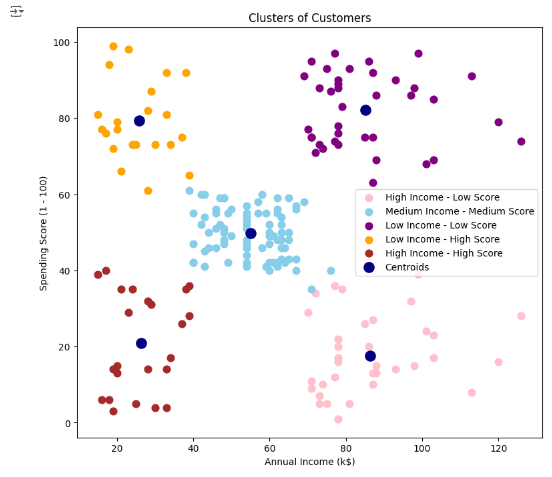 Clusters of Customers
100
80
60
40
20
0
Spending Score (1 - 100)
High Income - Low Score
Medium Income - Medium Score
Low Income - Low Score
Low Income - High Score
High Income - High Score
Centroids
20
40
60
80
100
120
Annual Income (k$)